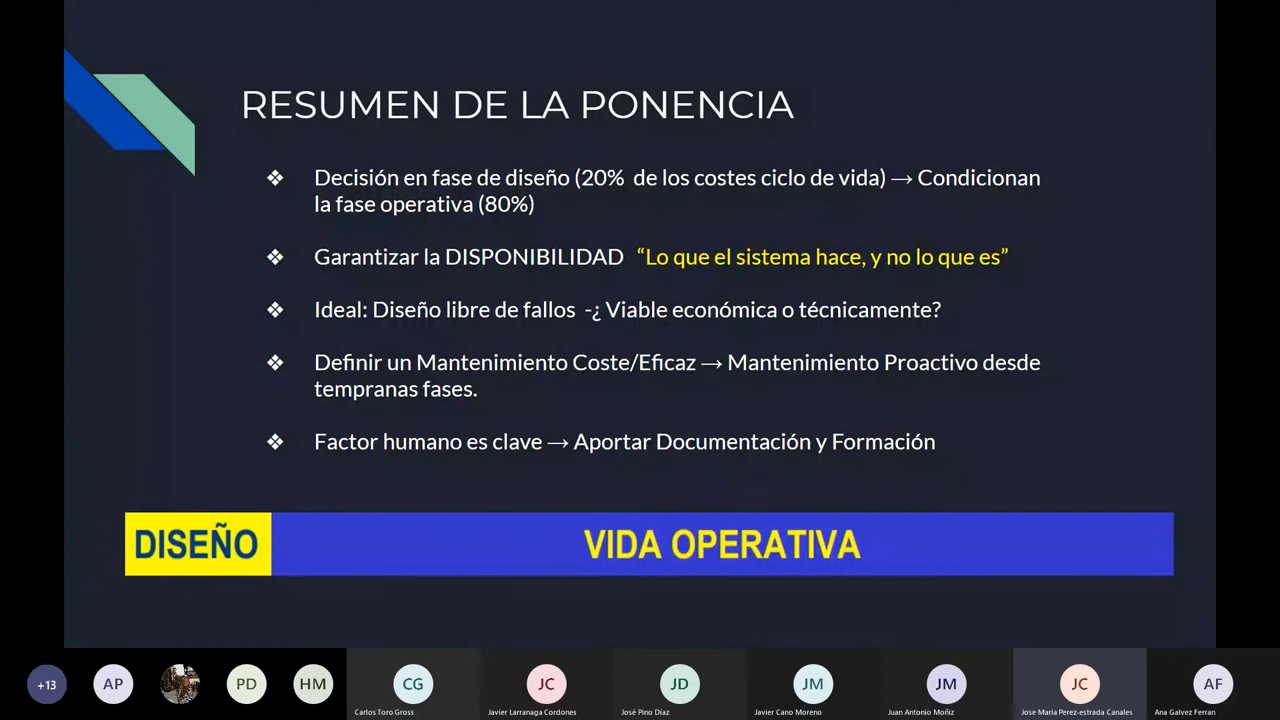 RESUMEN DE LA PONENCIA
❖ Decisión en fase de diseño (20% de los costes ciclo de vida) → Condicionan
la fase operativa (80%)
❖ Garantizar la DISPONIBILIDAD “Lo que el sistema hace, y no lo que es”
❖ Ideal: Diseño libre de fallos -¿ Viable económica o técnicamente?
❖ Definir un Mantenimiento Coste/Eficaz → Mantenimiento Proactivo desde
tempranas fases.
❖ Factor humano es clave → Aportar Documentación y Formación
DISEÑO VIDA OPERATIVA
+13 AP PD HM CG JC JD JM JM JC AF
Carlos Toro Gross Javier Larranaga Cordones José Pino Díaz Javier Cano Moreno Juan Antonio Moñiz Jose Maria Perez-estrada Canales Ana Galvez Ferran